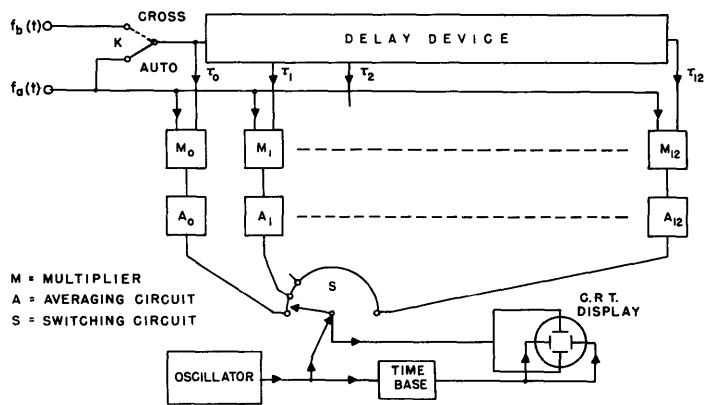 CROSS
f_b(t)
K
DELAY DEVICE
AUTO
τ_0
τ_1
τ_2
τ_12
f_a(t)
M_0
M_1
M_12
A_0
A_1
A_12
S
M = MULTIPLIER
A = AVERAGING CIRCUIT
S = SWITCHING CIRCUIT
C.R.T.
DISPLAY
OSCILLATOR
TIME
BASE